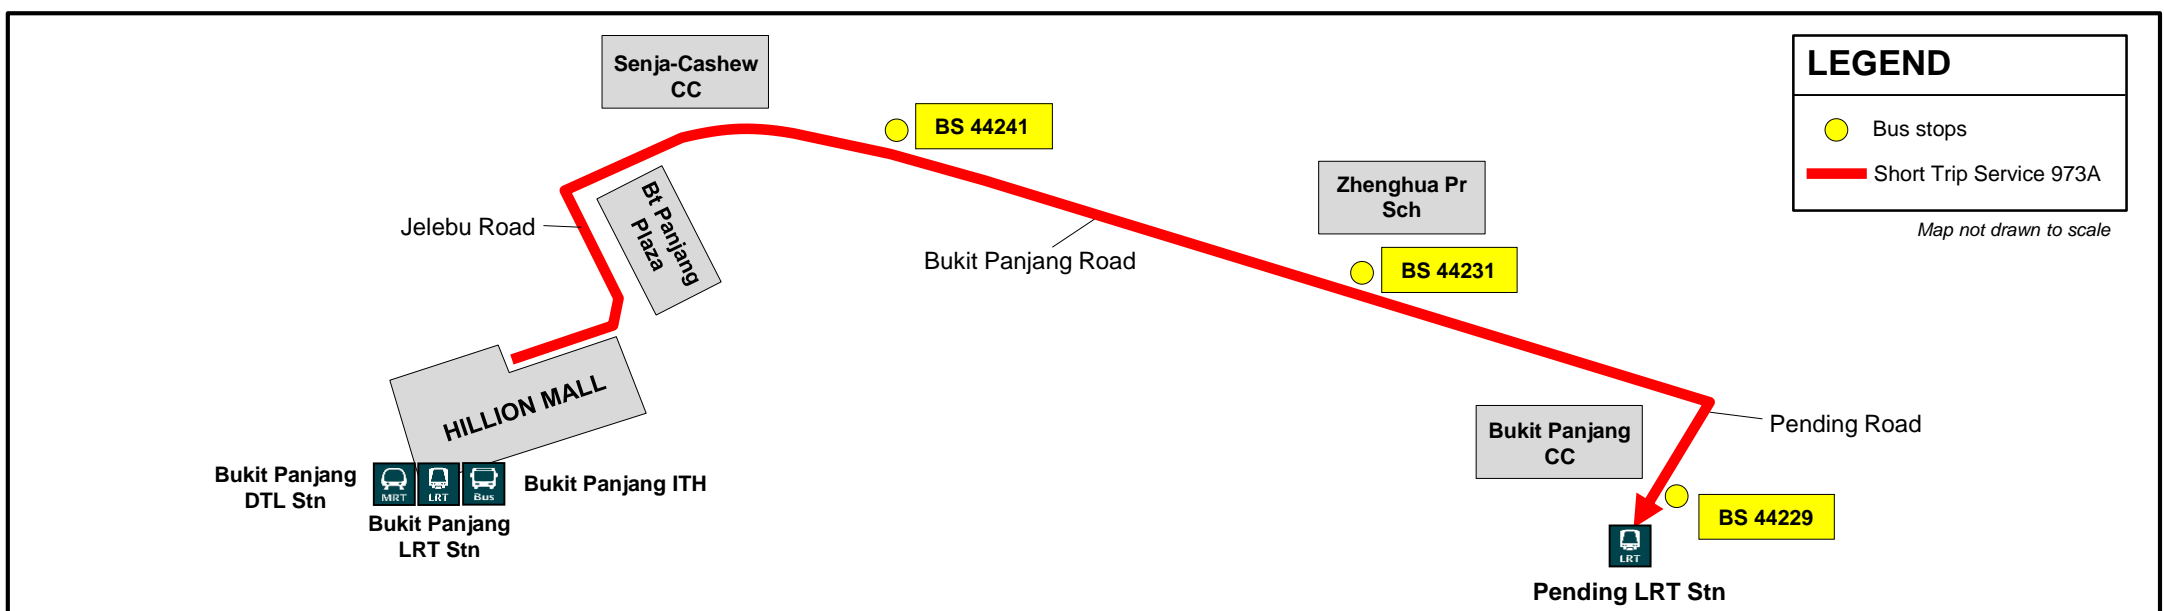 Senja-Cashew
CC
BS 44241
LEGEND
Bus stops
Short Trip Service 973A
Map not drawn to scale
Zhenghua Pr
Sch
Bt Panjang
Plaza
Jelebu Road
Bukit Panjang Road
BS 44231
HILLION MALL
Bukit Panjang
CC
Pending Road
Bukit Panjang
DTL Stn
MRT
LRT
Bus
Bukit Panjang ITH
Bukit Panjang
LRT Stn
BS 44229
LRT
Pending LRT Stn